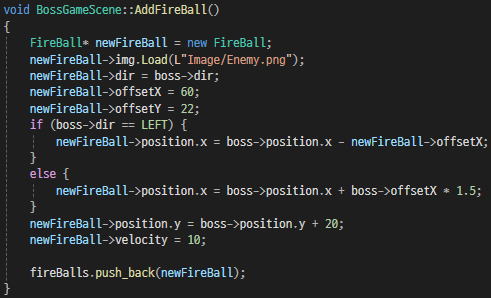 void BossGameScene::AddFireBall()
{
    FireBall* newFireBall = new FireBall;
    newFireBall->img.Load(L"Image/Enemy.png");
    newFireBall->dir = boss->dir;
    newFireBall->offsetX = 60;
    newFireBall->offsetY = 22;
    if (boss->dir == LEFT) {
        newFireBall->position.x = boss->position.x - newFireBall->offsetX;
    }
    else {
        newFireBall->position.x = boss->position.x + boss->offsetX * 1.5;
    }
    newFireBall->position.y = boss->position.y + 20;
    newFireBall->velocity = 10;

    fireBalls.push_back(newFireBall);
}